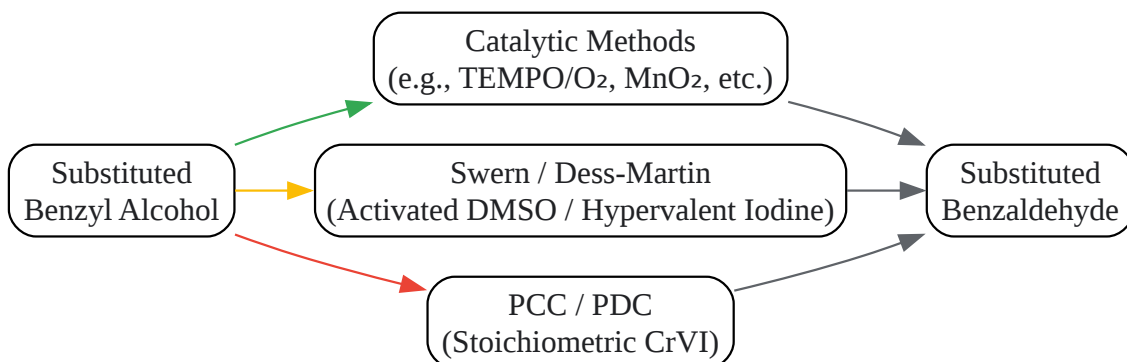 Catalytic Methods
(e.g., TEMPO/O₂, MnO₂, etc.)
Substituted
Benzyl Alcohol
Swern / Dess-Martin
(Activated DMSO / Hypervalent Iodine)
Substituted
Benzaldehyde
PCC / PDC
(Stoichiometric CrVI)